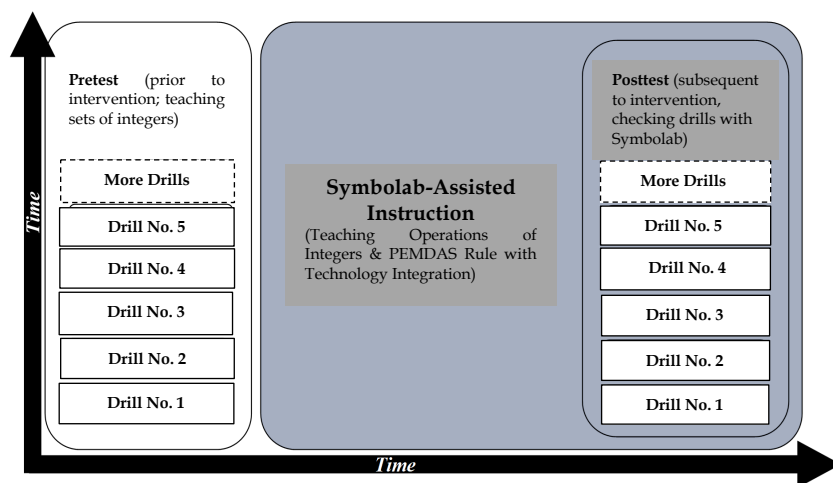 Pretest (prior to
intervention; teaching
sets of integers)
More Drills
Drill No. 5
Drill No. 4
Drill No. 3
Drill No. 2
Drill No. 1
Symbolab-Assisted
Instruction
(Teaching Operations of
Integers & PEMDAS Rule with
Technology Integration)
Posttest (subsequent
to intervention,
checking drills with
Symbolab)
More Drills
Drill No. 5
Drill No. 4
Drill No. 3
Drill No. 2
Drill No. 1
Time
Time